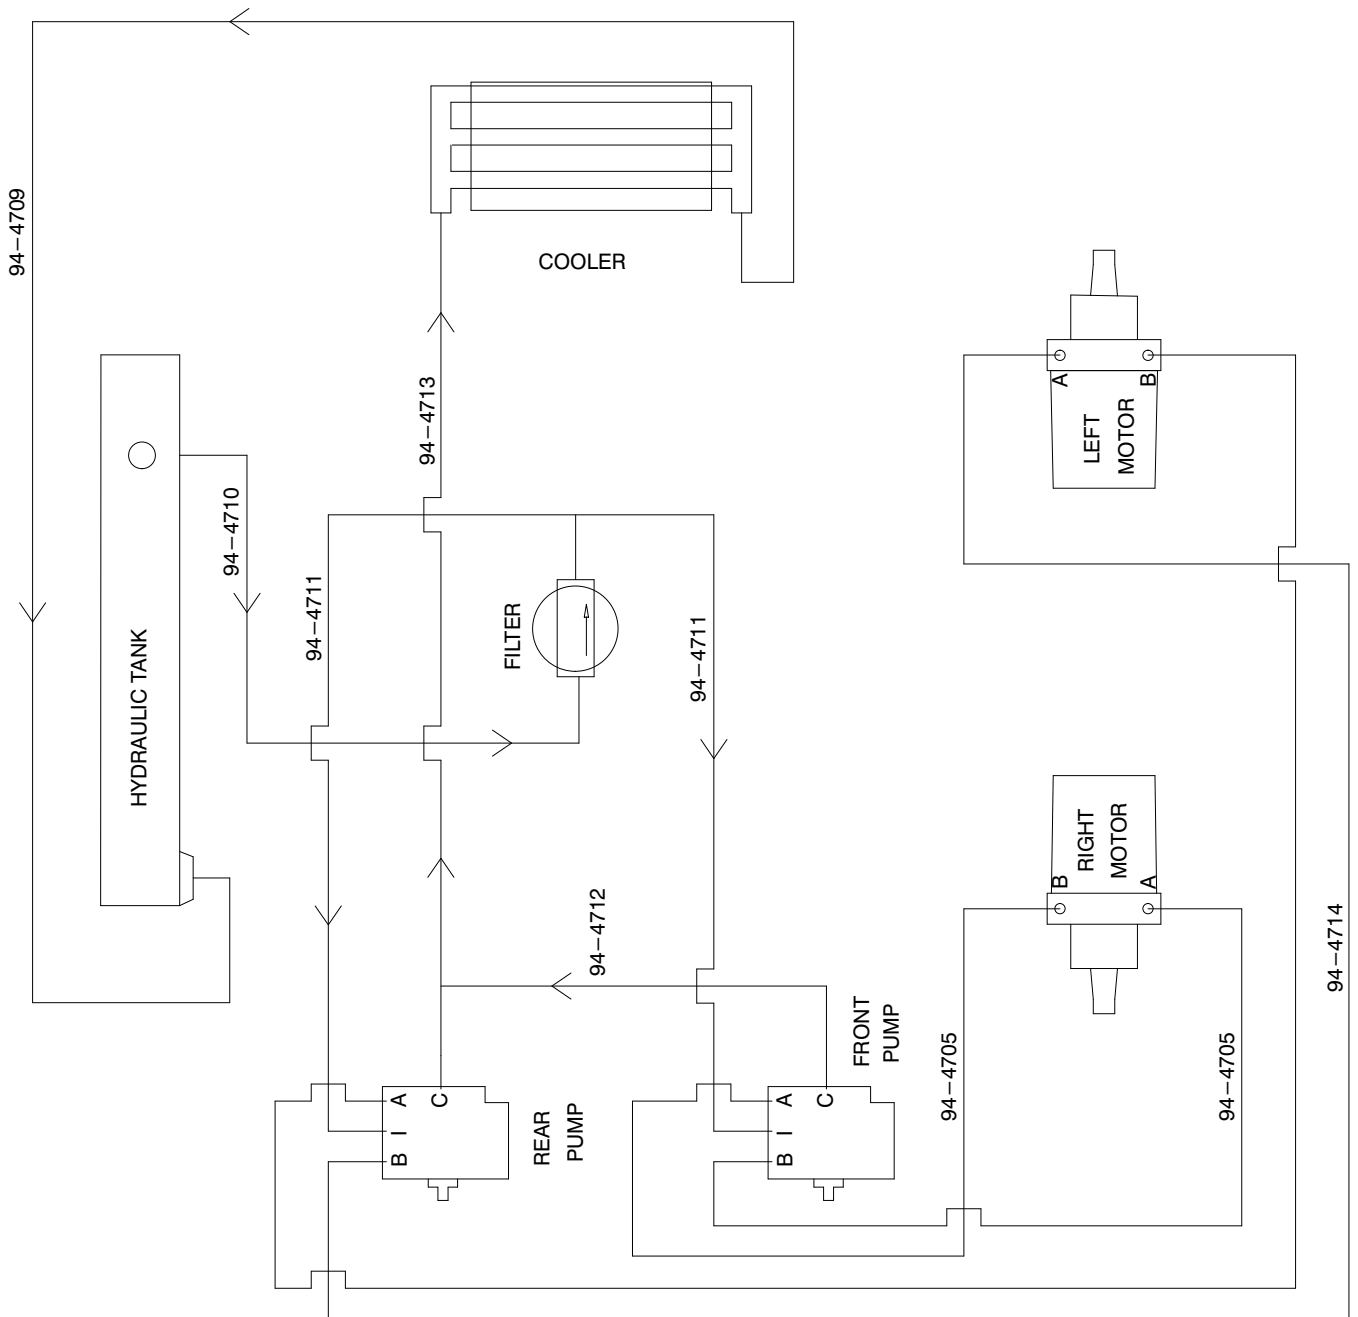 94-4709
COOLER
94-4713
94-4710
94-4711
HYDRAULIC TANK
FILTER
94-4711
A
B
LEFT
MOTOR
RIGHT
MOTOR
B
A
94-4712
94-4714
FRONT
PUMP
94-4705
94-4705
A
C
I
B
REAR
PUMP
A
C
I
B